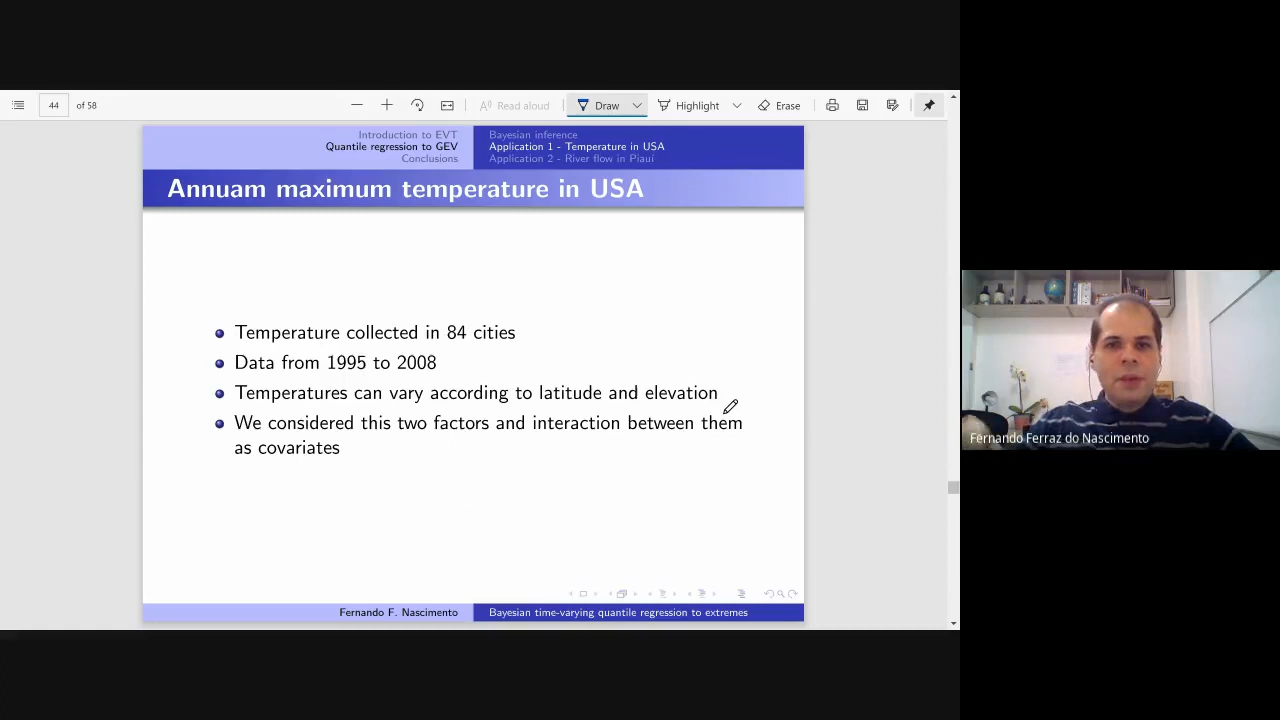 44 of 58
Read aloud
Draw
Highlight
Erase
Introduction to EVT
Quantile regression to GEV
Conclusions
Bayesian inference
Application 1 - Temperature in USA
Application 2 - River flow in Piauí
Annuam maximum temperature in USA
Temperature collected in 84 cities
Data from 1995 to 2008
Temperatures can vary according to latitude and elevation
We considered this two factors and interaction between them
as covariates
Fernando F. Nascimento
Bayesian time-varying quantile regression to extremes
Fernando Ferraz do Nascimento